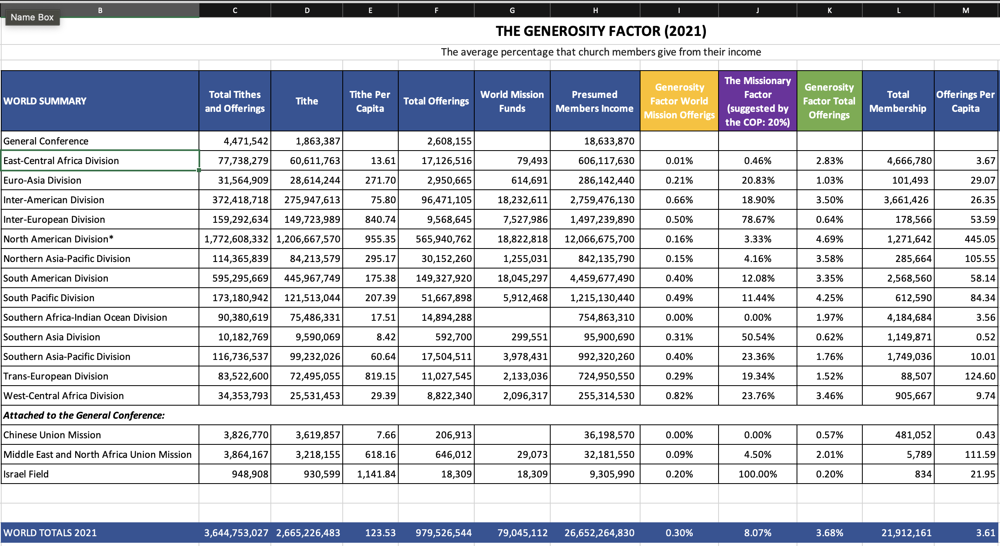 B C D E F G H I J K L M
Name Box
THE GENEROSITY FACTOR (2021)
The average percentage that church members give from their income
WORLD SUMMARY
Total Tithes
and Offerings
Tithe
Tithe Per
Capita
Total Offerings
World Mission
Funds
Presumed
Members Income
Generosity
Factor World
Mission Offerigs
The Missionary
Factor
(suggested by
the COP: 20%)
Generosity
Factor Total
Offerings
Total
Membership
Offerings Per
Capita
General Conference 4,471,542 1,863,387 2,608,155 18,633,870
East-Central Africa Division 77,738,279 60,611,763 13.61 17,126,516 79,493 606,117,630 0.01% 0.46% 2.83% 4,666,780 3.67
Euro-Asia Division 31,564,909 28,614,244 271.70 2,950,665 614,691 286,142,440 0.21% 20.83% 1.03% 101,493 29.07
Inter-American Division 372,418,718 275,947,613 75.80 96,471,105 18,232,611 2,759,476,130 0.66% 18.90% 3.50% 3,661,426 26.35
Inter-European Division 159,292,634 149,723,989 840.74 9,568,645 7,527,986 1,497,239,890 0.50% 78.67% 0.64% 178,566 53.59
North American Division* 1,772,608,332 1,206,667,570 955.35 565,940,762 18,822,818 12,066,675,700 0.16% 3.33% 4.69% 1,271,642 445.05
Northern Asia-Pacific Division 114,365,839 84,213,579 295.17 30,152,260 1,255,031 842,135,790 0.15% 4.16% 3.58% 285,664 105.55
South American Division 595,295,669 445,967,749 175.38 149,327,920 18,045,297 4,459,677,490 0.40% 12.08% 3.35% 2,568,560 58.14
South Pacific Division 173,180,942 121,513,044 207.39 51,667,898 5,912,468 1,215,130,440 0.49% 11.44% 4.25% 612,590 84.34
Southern Africa-Indian Ocean Division 90,380,619 75,486,331 17.51 14,894,288 754,863,310 0.00% 0.00% 1.97% 4,184,684 3.56
Southern Asia Division 10,182,769 9,590,069 8.42 592,700 299,551 95,900,690 0.31% 50.54% 0.62% 1,149,871 0.52
Southern Asia-Pacific Division 116,736,537 99,232,026 60.64 17,504,511 3,978,431 992,320,260 0.40% 23.36% 1.76% 1,749,036 10.01
Trans-European Division 83,522,600 72,495,055 819.15 11,027,545 2,133,036 724,950,550 0.29% 19.34% 1.52% 88,507 124.60
West-Central Africa Division 34,353,793 25,531,453 29.39 8,822,340 2,096,317 255,314,530 0.82% 23.76% 3.46% 905,667 9.74
Attached to the General Conference:
Chinese Union Mission 3,826,770 3,619,857 7.66 206,913 36,198,570 0.00% 0.00% 0.57% 481,052 0.43
Middle East and North Africa Union Mission 3,864,167 3,218,155 618.16 646,012 29,073 32,181,550 0.09% 4.50% 2.01% 5,789 111.59
Israel Field 948,908 930,599 1,141.84 18,309 18,309 9,305,990 0.20% 100.00% 0.20% 834 21.95
WORLD TOTALS 2021 3,644,753,027 2,665,226,483 123.53 979,526,544 79,045,112 26,652,264,830 0.30% 8.07% 3.68% 21,912,161 3.61